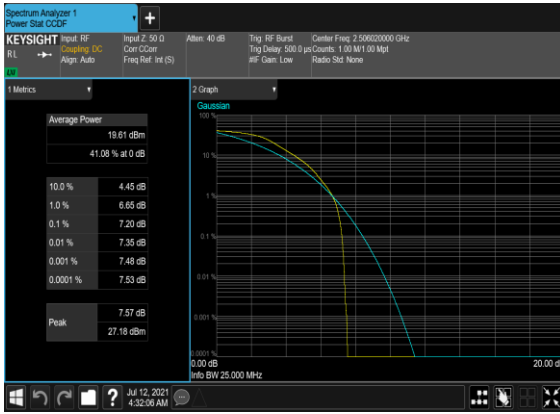 Spectrum Analyzer 1
Power Stat CCDF
KEYSIGHT
RL
Input: RF
Coupling: DC
Align: Auto
Input Z: 50 Ω
Corr CCorr
Freq Ref: Int (S)
Atten: 40 dB
Trig: RF Burst
Trig Delay: 500.0 µs
#IF Gain: Low
Center Freq: 2.506020000 GHz
Counts: 1.00 M/1.00 Mpt
Radio Std: None
1 Metrics
Average Power
19.61 dBm
41.08 % at 0 dB
10.0 % 4.45 dB
1.0 % 6.65 dB
0.1 % 7.20 dB
0.01 % 7.35 dB
0.001 % 7.48 dB
0.0001 % 7.53 dB
Peak
7.57 dB
27.18 dBm
2 Graph
Gaussian
100 %
10 %
1 %
0.1 %
0.01 %
0.001 %
0.0001 %
0.00 dB
20.00 d
Info BW 25.000 MHz
Jul 12, 2021
4:32:06 AM